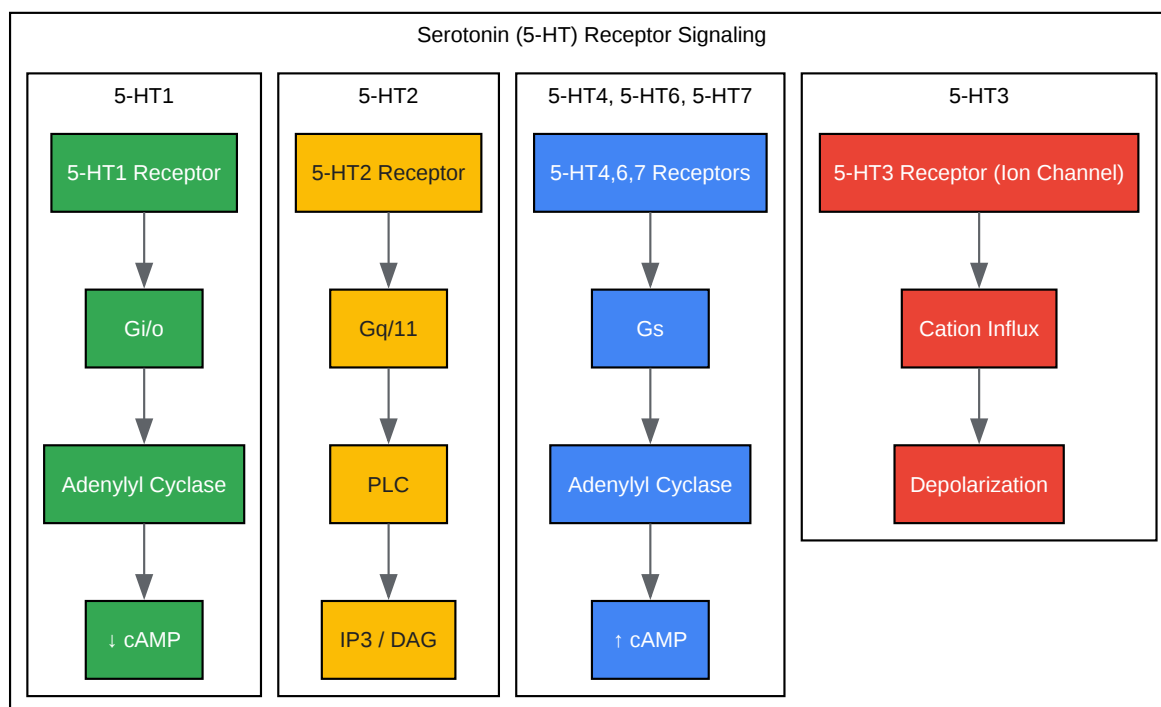 Serotonin (5-HT) Receptor Signaling
5-HT1
5-HT1 Receptor
Gi/o
Adenylyl Cyclase
↓ cAMP
5-HT2
5-HT2 Receptor
Gq/11
PLC
IP3 / DAG
5-HT4, 5-HT6, 5-HT7
5-HT4,6,7 Receptors
Gs
Adenylyl Cyclase
↑ cAMP
5-HT3
5-HT3 Receptor (Ion Channel)
Cation Influx
Depolarization